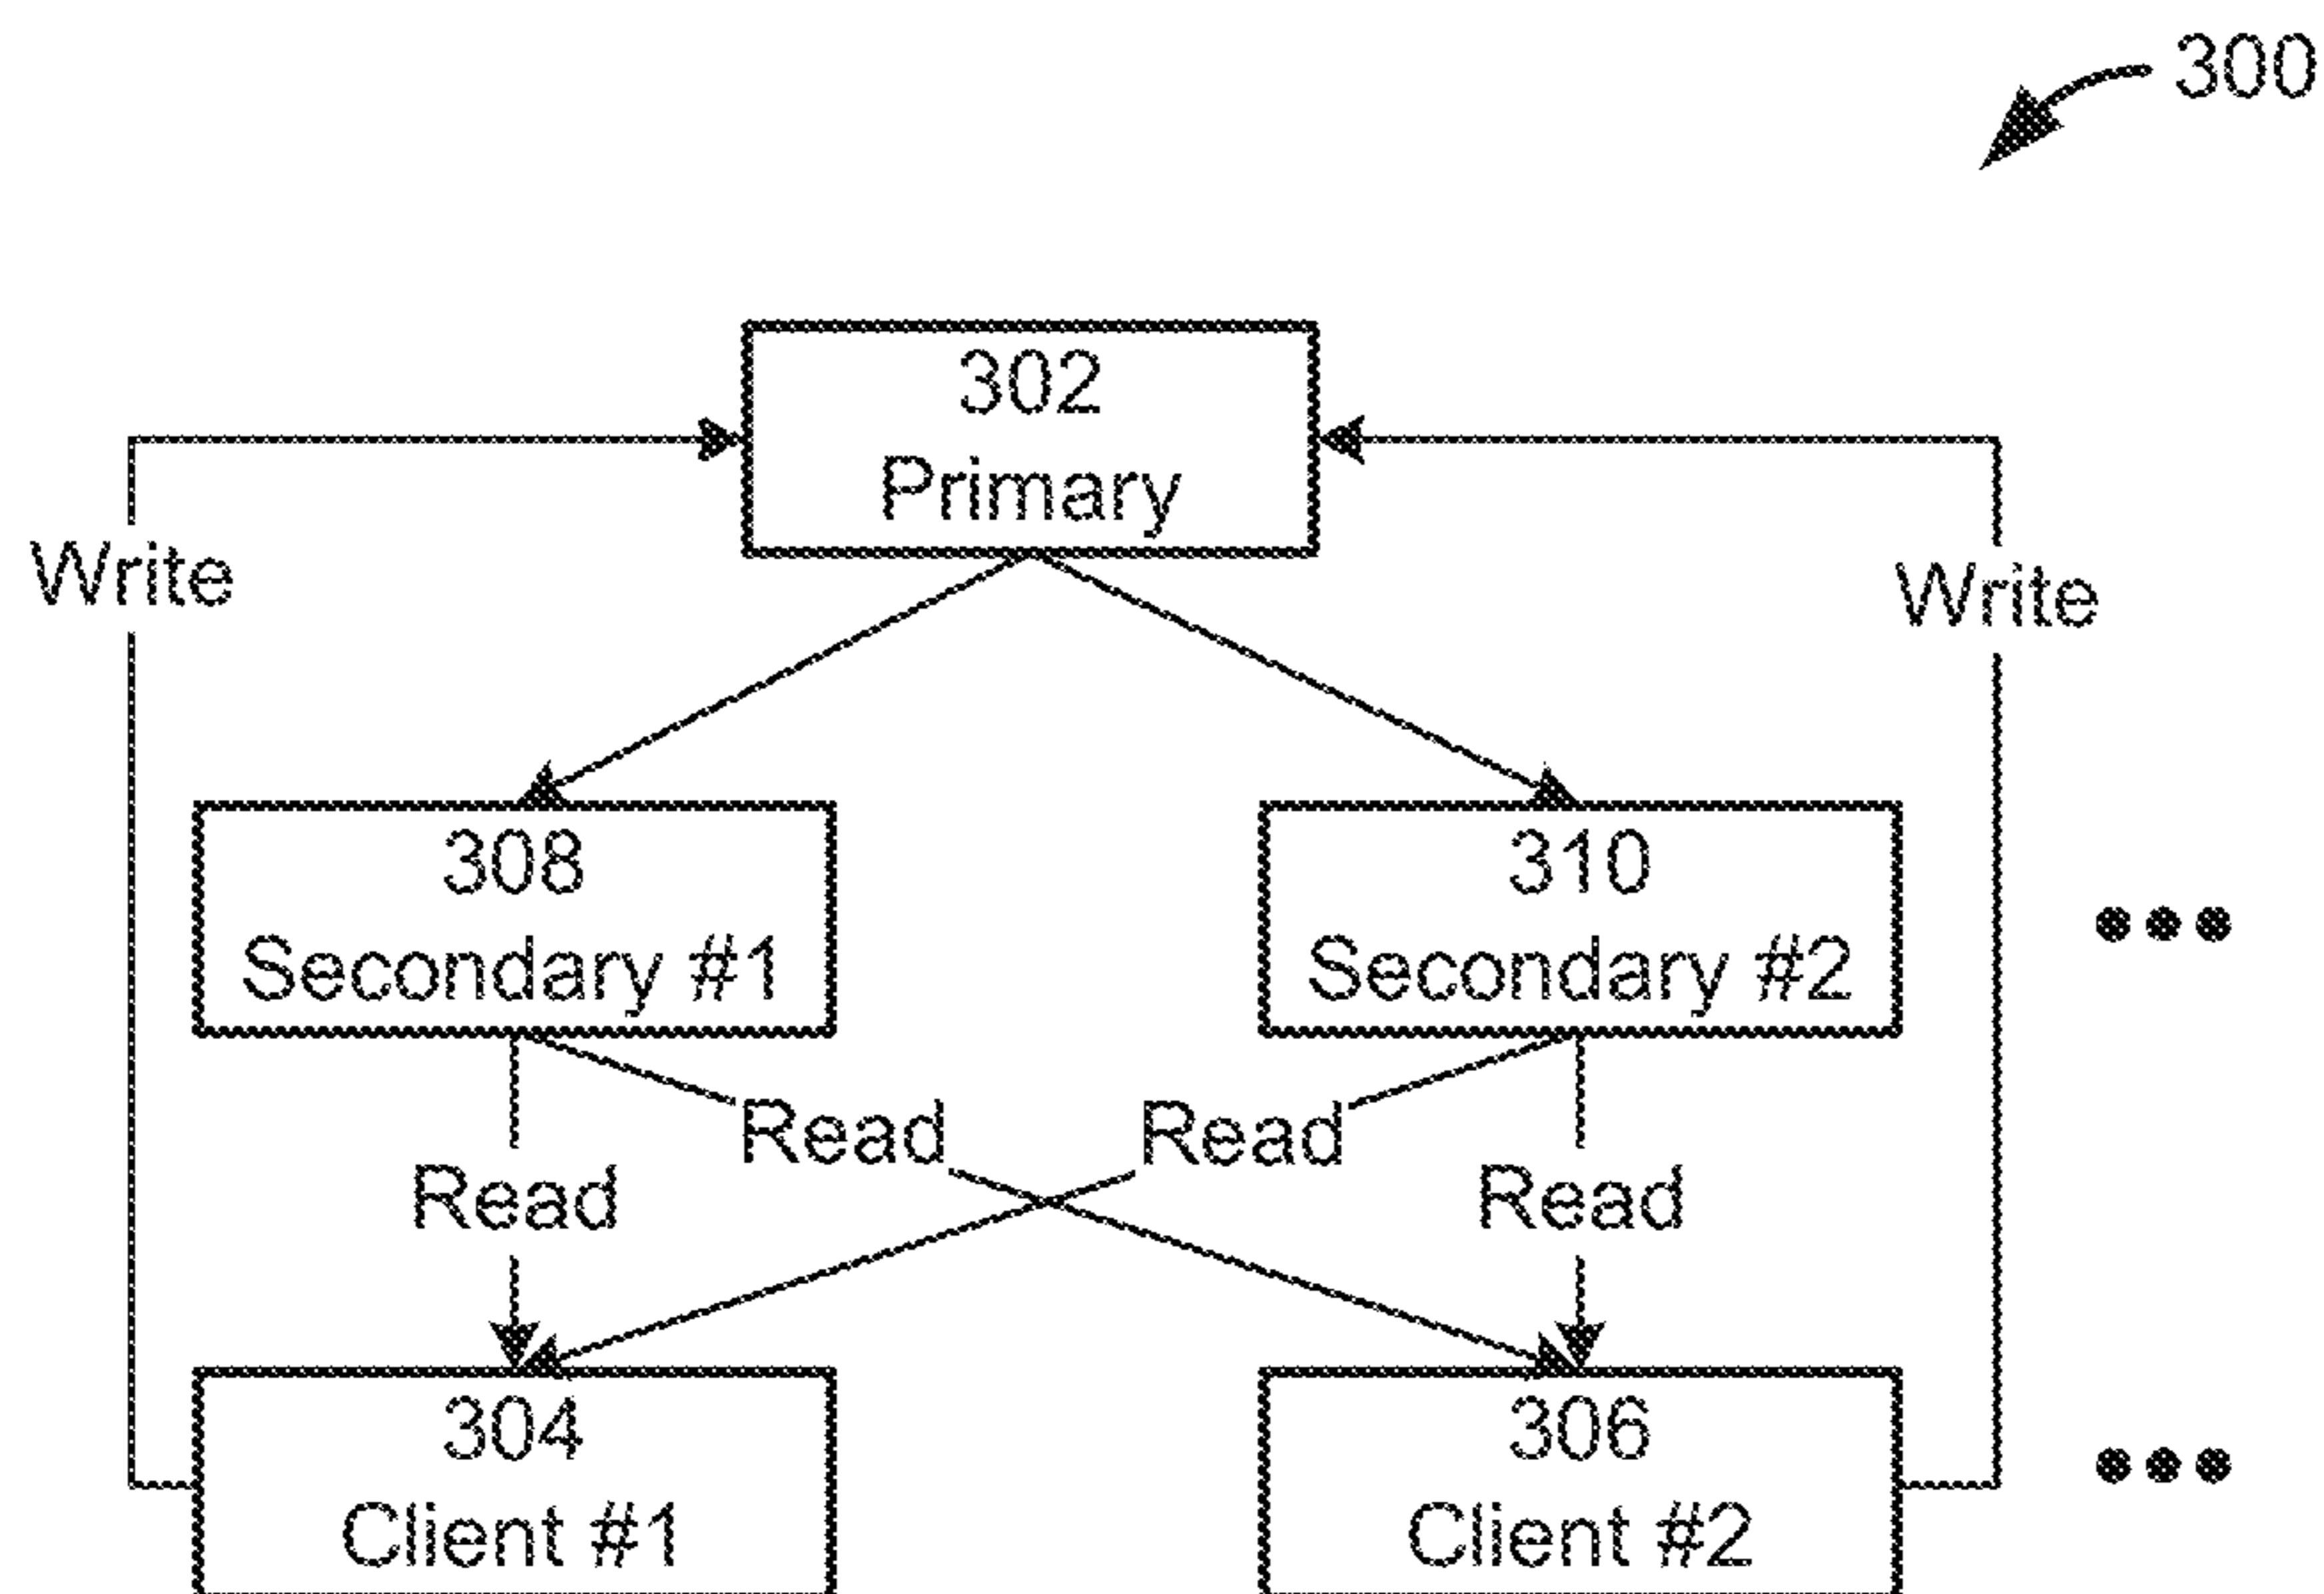 300
302
Primary
Write
Write
308
Secondary #1
310
Secondary #2
Read
Read
Read
Read
304
Client #1
306
Client #2